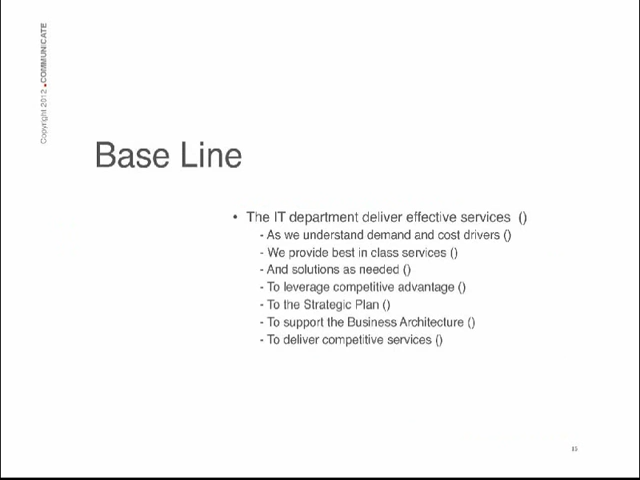 Copyright 2012 .COMMUNICATE
Base Line
• The IT department deliver effective services ()
- As we understand demand and cost drivers ()
- We provide best in class services ()
- And solutions as needed ()
- To leverage competitive advantage ()
- To the Strategic Plan ()
- To support the Business Architecture ()
- To deliver competitive services ()